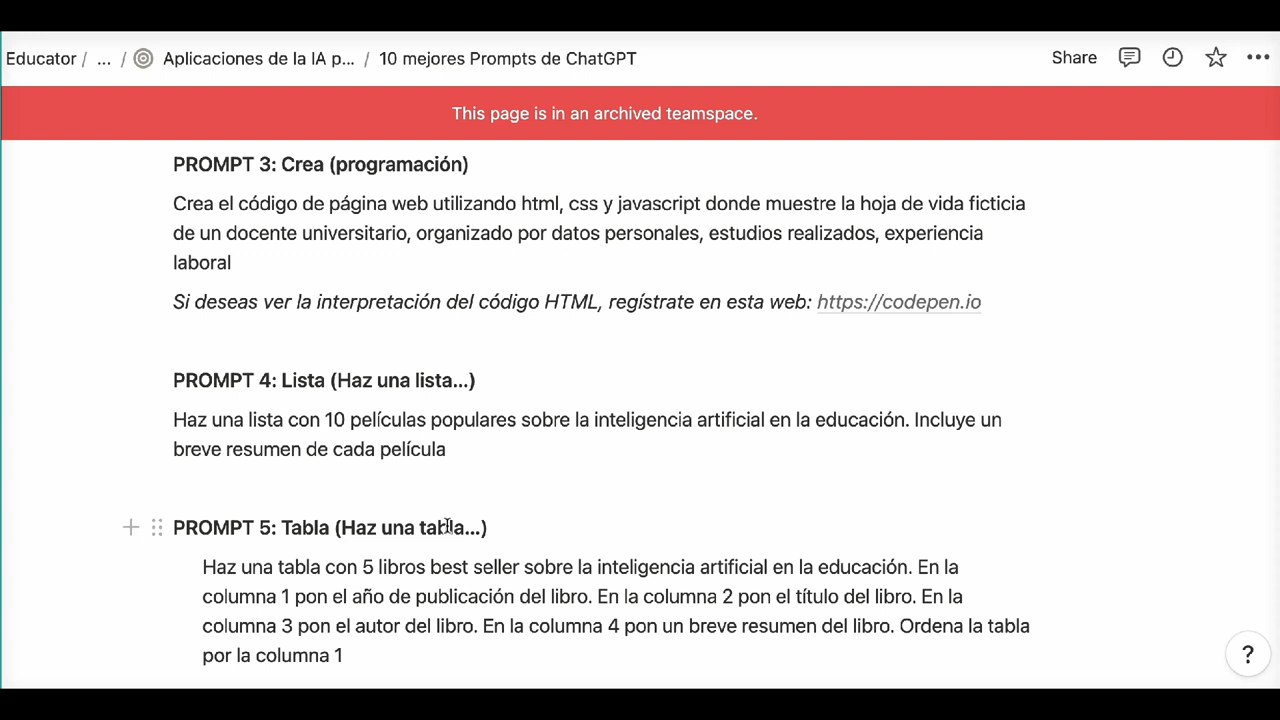 Educator / ... / Aplicaciones de la IA p... / 10 mejores Prompts de ChatGPT
Share
This page is in an archived teamspace.
PROMPT 3: Crea (programación)
Crea el código de página web utilizando html, css y javascript donde muestre la hoja de vida ficticia
de un docente universitario, organizado por datos personales, estudios realizados, experiencia
laboral
Si deseas ver la interpretación del código HTML, regístrate en esta web: https://codepen.io
PROMPT 4: Lista (Haz una lista...)
Haz una lista con 10 películas populares sobre la inteligencia artificial en la educación. Incluye un
breve resumen de cada película
PROMPT 5: Tabla (Haz una tabla...)
Haz una tabla con 5 libros best seller sobre la inteligencia artificial en la educación. En la
columna 1 pon el año de publicación del libro. En la columna 2 pon el título del libro. En la
columna 3 pon el autor del libro. En la columna 4 pon un breve resumen del libro. Ordena la tabla
por la columna 1
?